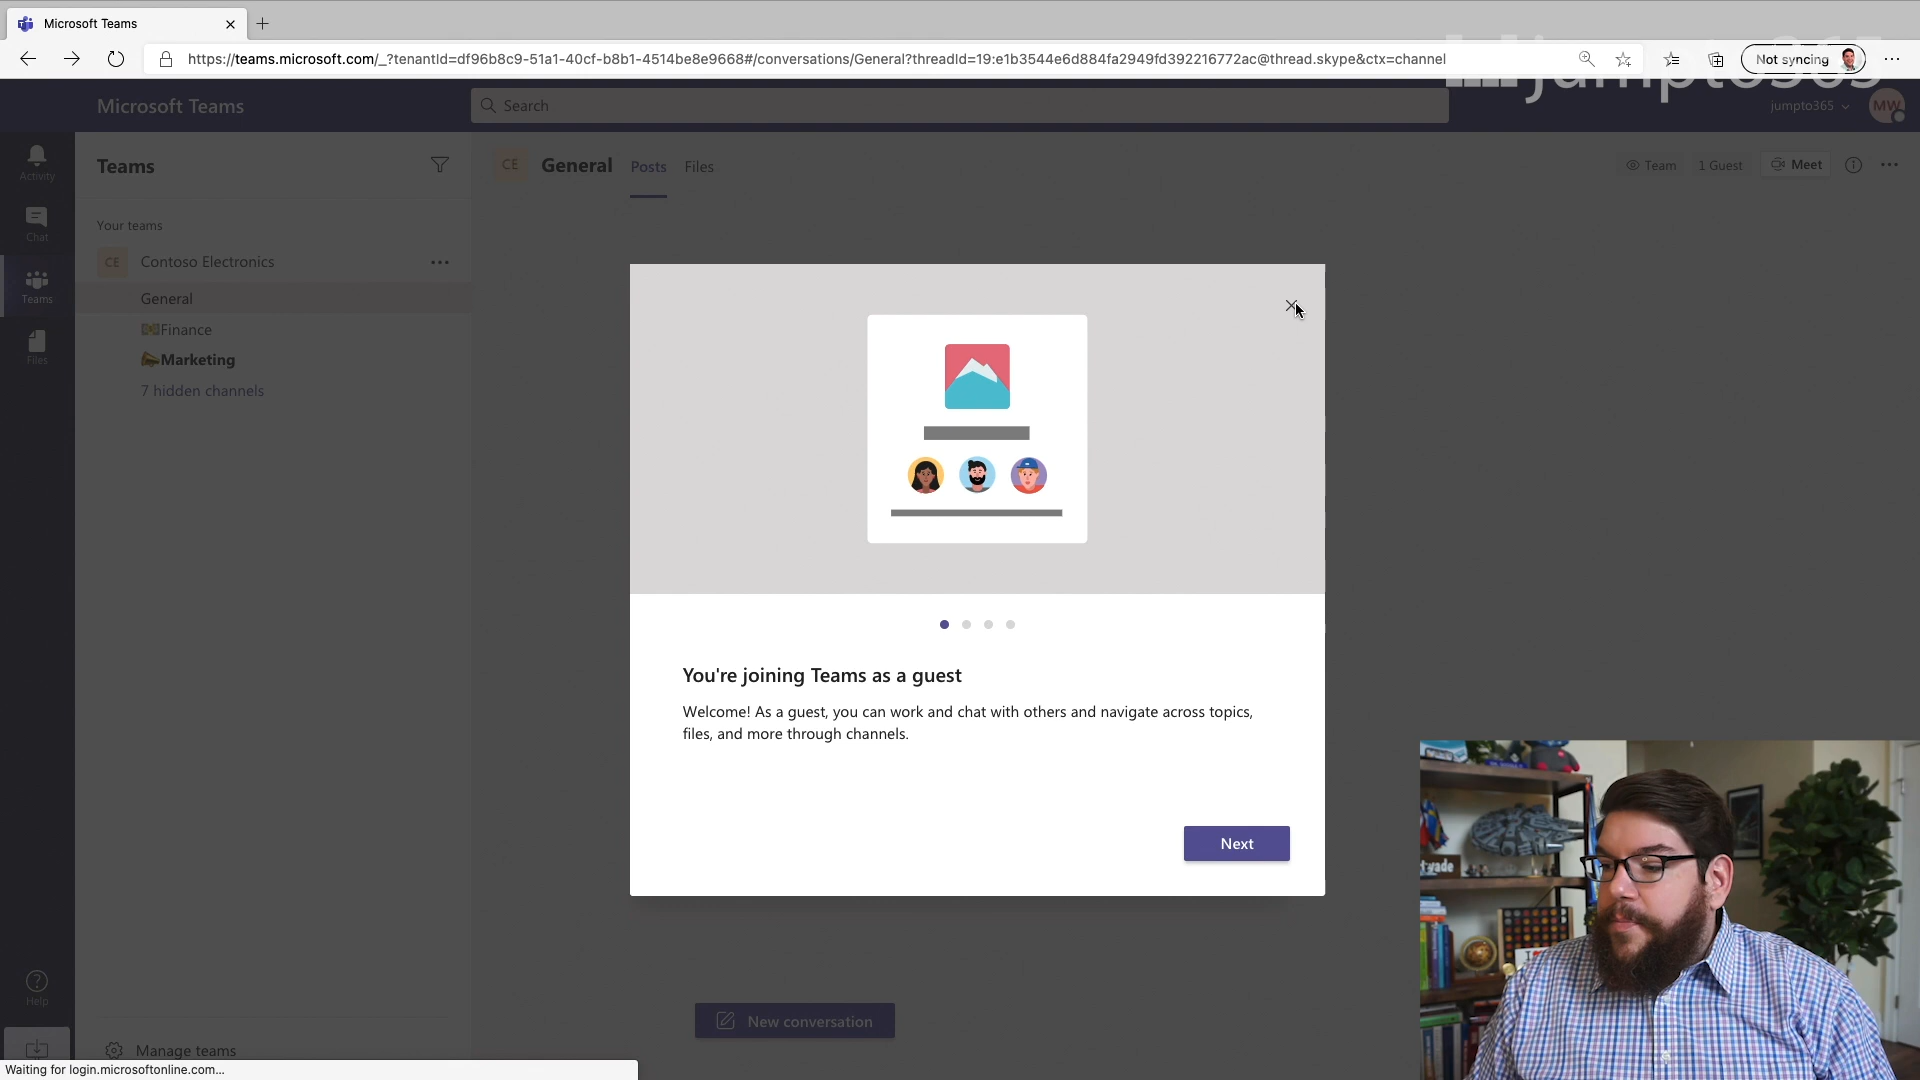 Microsoft Teams
https://teams.microsoft.com/_?tenantId=df96b8c9-51a1-40cf-b8b1-4514be8e9668#/conversations/General?threadId=19:e1b3544e6d884fa2949fd392216772ac@thread.skype&ctx=channel
Not syncing
jumpto365
Microsoft Teams
Search
jumpto365
MW
Activity
Chat
Teams
Files
Help
Teams
Your teams
CE Contoso Electronics
General
Finance
Marketing
7 hidden channels
Manage teams
CE General Posts Files
Team
1 Guest
Meet
You're joining Teams as a guest
Welcome! As a guest, you can work and chat with others and navigate across topics,
files, and more through channels.
Next
New conversation
Waiting for login.microsoftonline.com...